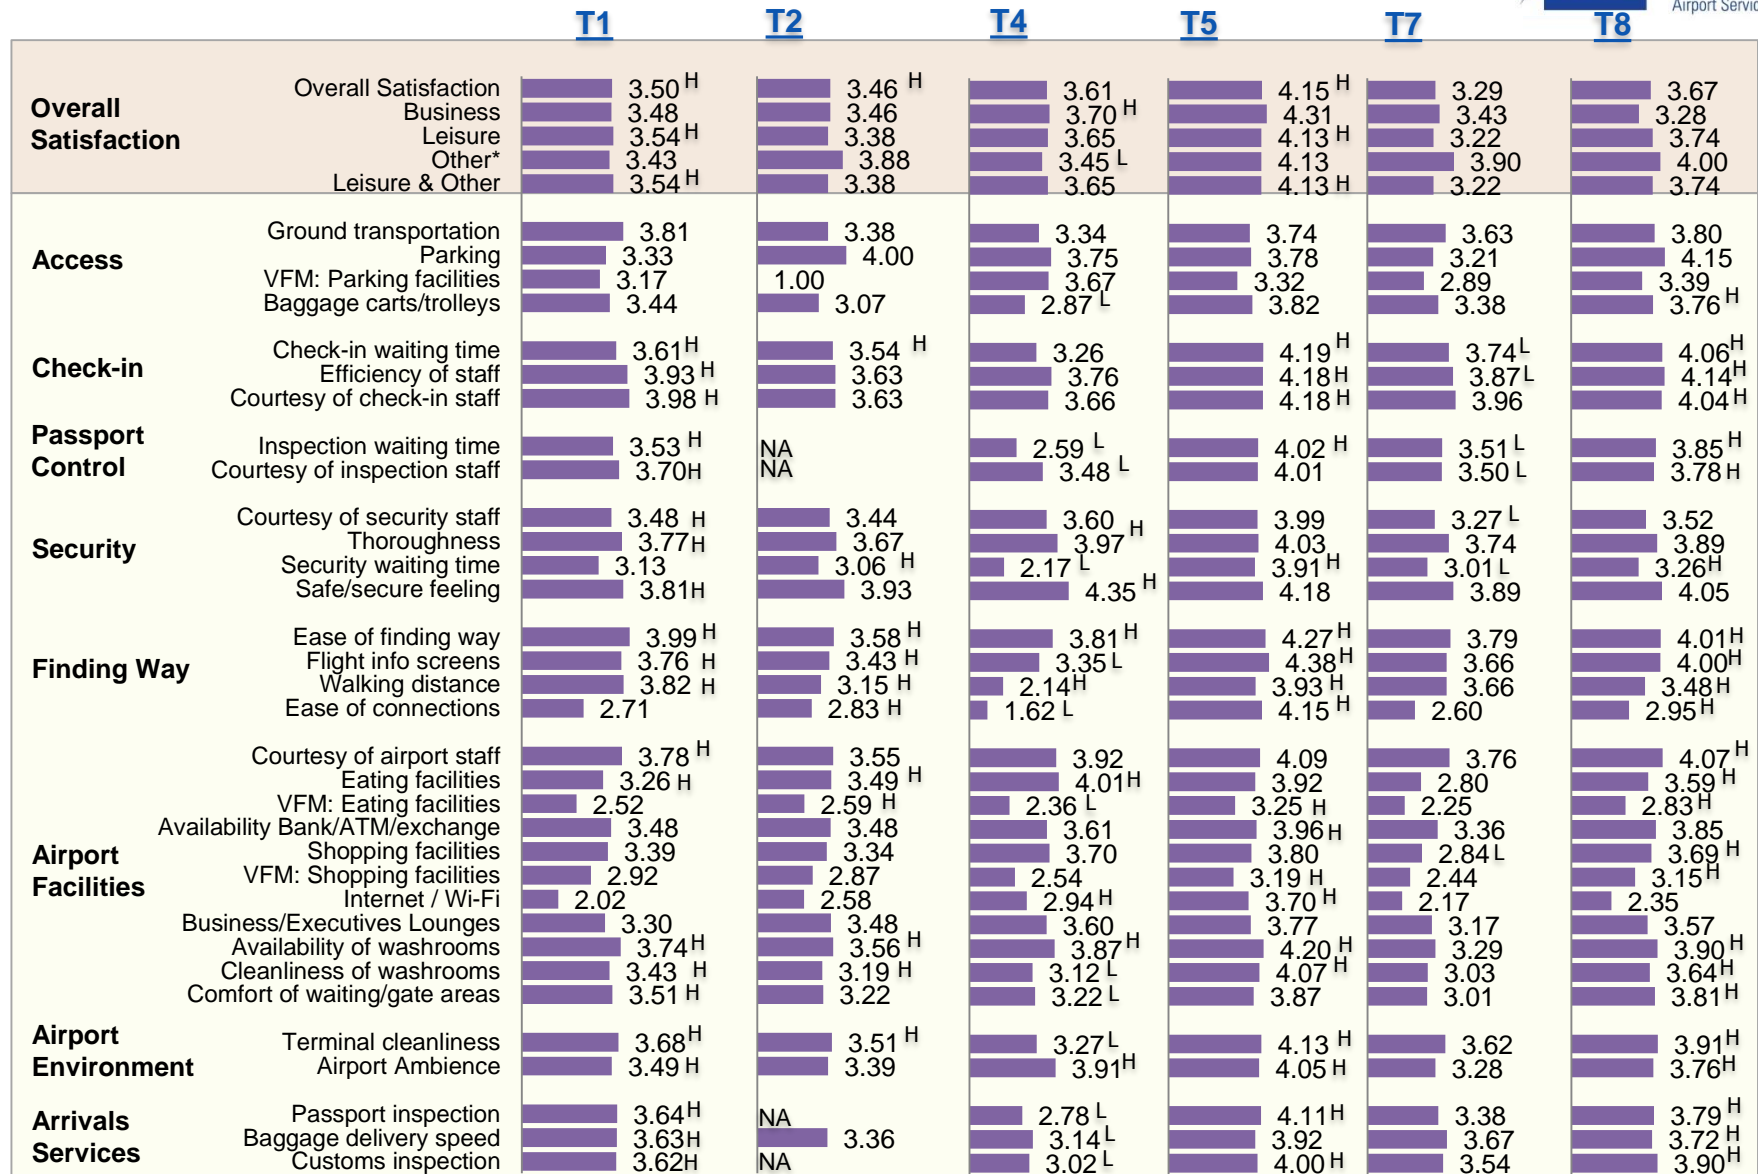 Airport Servic
T1 T2 T4 T5 T7 T8
Overall Satisfaction
Overall Satisfaction 3.50 H 3.46 H 3.61 4.15 H 3.29 3.67
Business 3.48 3.46 3.70 H 4.31 3.43 3.28
Leisure 3.54 H 3.38 3.65 4.13 H 3.22 3.74
Other* 3.43 3.88 3.45 L 4.13 3.90 4.00
Leisure & Other 3.54 H 3.38 3.65 4.13 H 3.22 3.74
Access
Ground transportation 3.81 3.38 3.34 3.74 3.63 3.80
Parking 3.33 4.00 3.75 3.78 3.21 4.15
VFM: Parking facilities 3.17 1.00 3.67 3.32 2.89 3.39
Baggage carts/trolleys 3.44 3.07 2.87 L 3.82 3.38 3.76 H
Check-in
Check-in waiting time 3.61 H 3.54 H 3.26 4.19 H 3.74 L 4.06 H
Efficiency of staff 3.93 H 3.63 3.76 4.18 H 3.87 L 4.14 H
Courtesy of check-in staff 3.98 H 3.63 3.66 4.18 H 3.96 4.04 H
Passport Control
Inspection waiting time 3.53 H NA 2.59 L 4.02 H 3.51 L 3.85 H
Courtesy of inspection staff 3.70 H NA 3.48 L 4.01 3.50 L 3.78 H
Security
Courtesy of security staff 3.48 H 3.44 3.60 3.99 3.27 L 3.52
Thoroughness 3.77 H 3.67 3.97 H 4.03 3.74 3.89
Security waiting time 3.13 3.06 H 2.17 L 3.91 H 3.01 L 3.26 H
Safe/secure feeling 3.81 H 3.93 4.35 H 4.18 3.89 4.05
Finding Way
Ease of finding way 3.99 H 3.58 H 3.81 H 4.27 H 3.79 4.01 H
Flight info screens 3.76 H 3.43 H 3.35 L 4.38 H 3.66 4.00 H
Walking distance 3.82 H 3.15 H 2.14 H 3.93 H 3.66 3.48 H
Ease of connections 2.71 2.83 H 1.62 L 4.15 H 2.60 2.95 H
Airport Facilities
Courtesy of airport staff 3.78 H 3.55 3.92 4.09 3.76 4.07 H
Eating facilities 3.26 H 3.49 H 4.01 H 3.92 2.80 3.59 H
VFM: Eating facilities 2.52 2.59 H 2.36 L 3.25 H 2.25 2.83 H
Availability Bank/ATM/exchange 3.48 3.48 3.61 3.96 H 3.36 3.85
Shopping facilities 3.39 3.34 3.70 3.80 2.84 L 3.69 H
VFM: Shopping facilities 2.92 2.87 2.54 3.19 H 2.44 3.15 H
Internet / Wi-Fi 2.02 2.58 2.94 H 3.70 H 2.17 2.35
Business/Executives Lounges 3.30 3.48 3.60 3.77 3.17 3.57
Availability of washrooms 3.74 H 3.56 H 3.87 H 4.20 H 3.29 3.90 H
Cleanliness of washrooms 3.43 H 3.19 H 3.12 L 4.07 H 3.03 3.64 H
Comfort of waiting/gate areas 3.51 H 3.22 3.22 L 3.87 3.01 3.81 H
Airport Environment
Terminal cleanliness 3.68 H 3.51 H 3.27 L 4.13 H 3.62 3.91 H
Airport Ambience 3.49 H 3.39 3.91 H 4.05 H 3.28 3.76 H
Arrivals Services
Passport inspection 3.64 H NA 2.78 L 4.11 H 3.38 3.79 H
Baggage delivery speed 3.63 H 3.36 3.14 L 3.92 3.67 3.72 H
Customs inspection 3.62 H NA 3.02 L 4.00 H 3.54 3.90 H